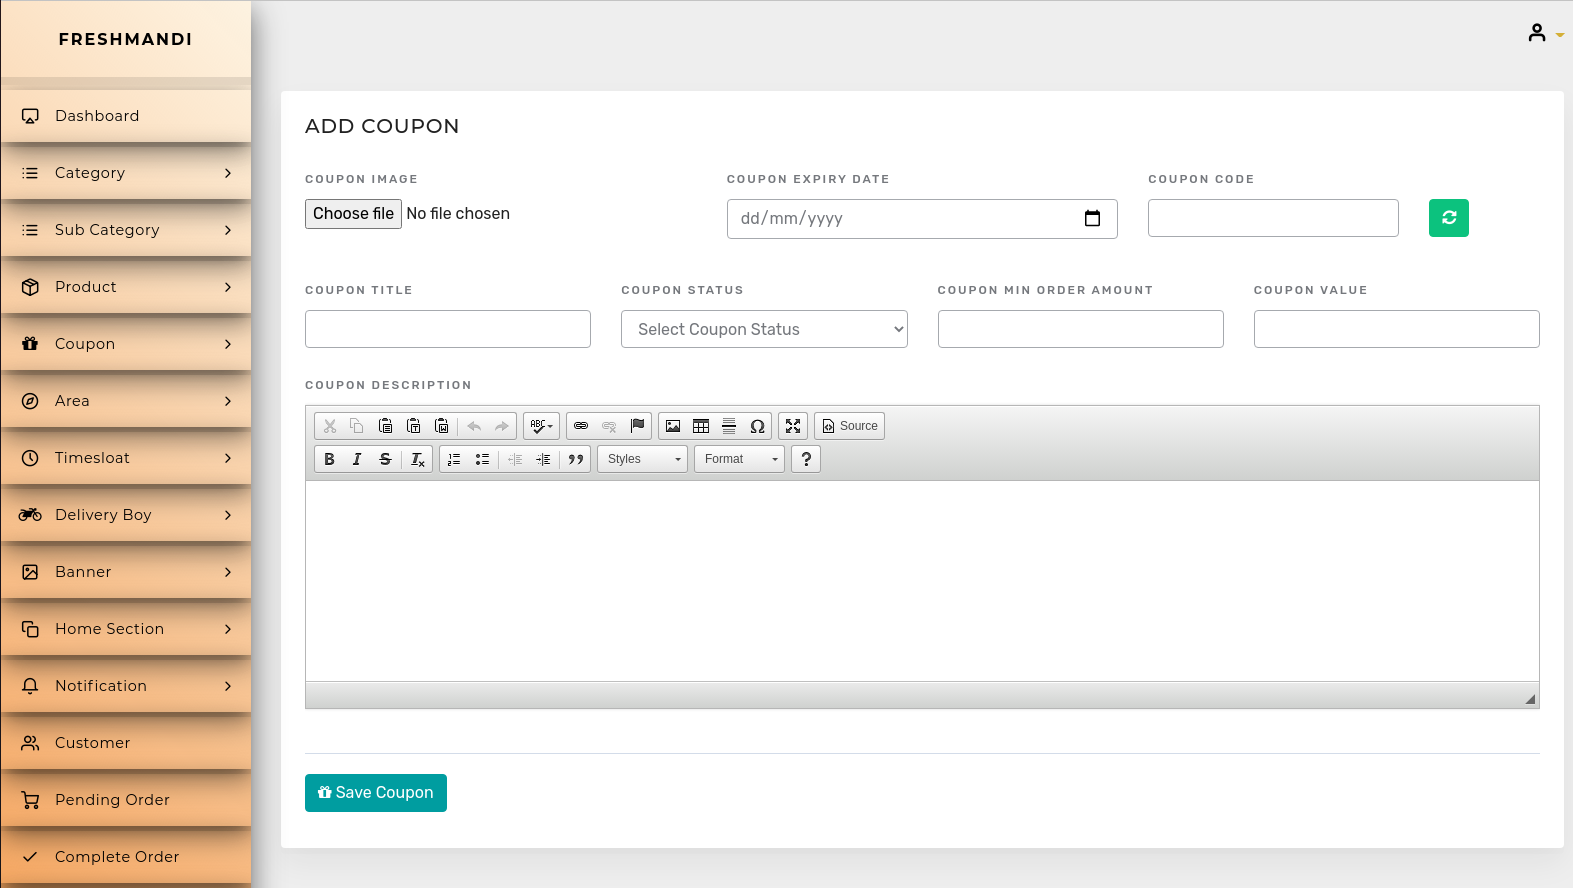 FRESHMANDI
Dashboard
Category
Sub Category
Product
Coupon
Area
Timesloat
Delivery Boy
Banner
Home Section
Notification
Customer
Pending Order
Complete Order
ADD COUPON
COUPON IMAGE
Choose file No file chosen
COUPON EXPIRY DATE
dd/mm/yyyy
COUPON CODE
COUPON TITLE
COUPON STATUS
Select Coupon Status
COUPON MIN ORDER AMOUNT
COUPON VALUE
COUPON DESCRIPTION
ABC Ω Source
B I S Ix Styles Format ?
Save Coupon